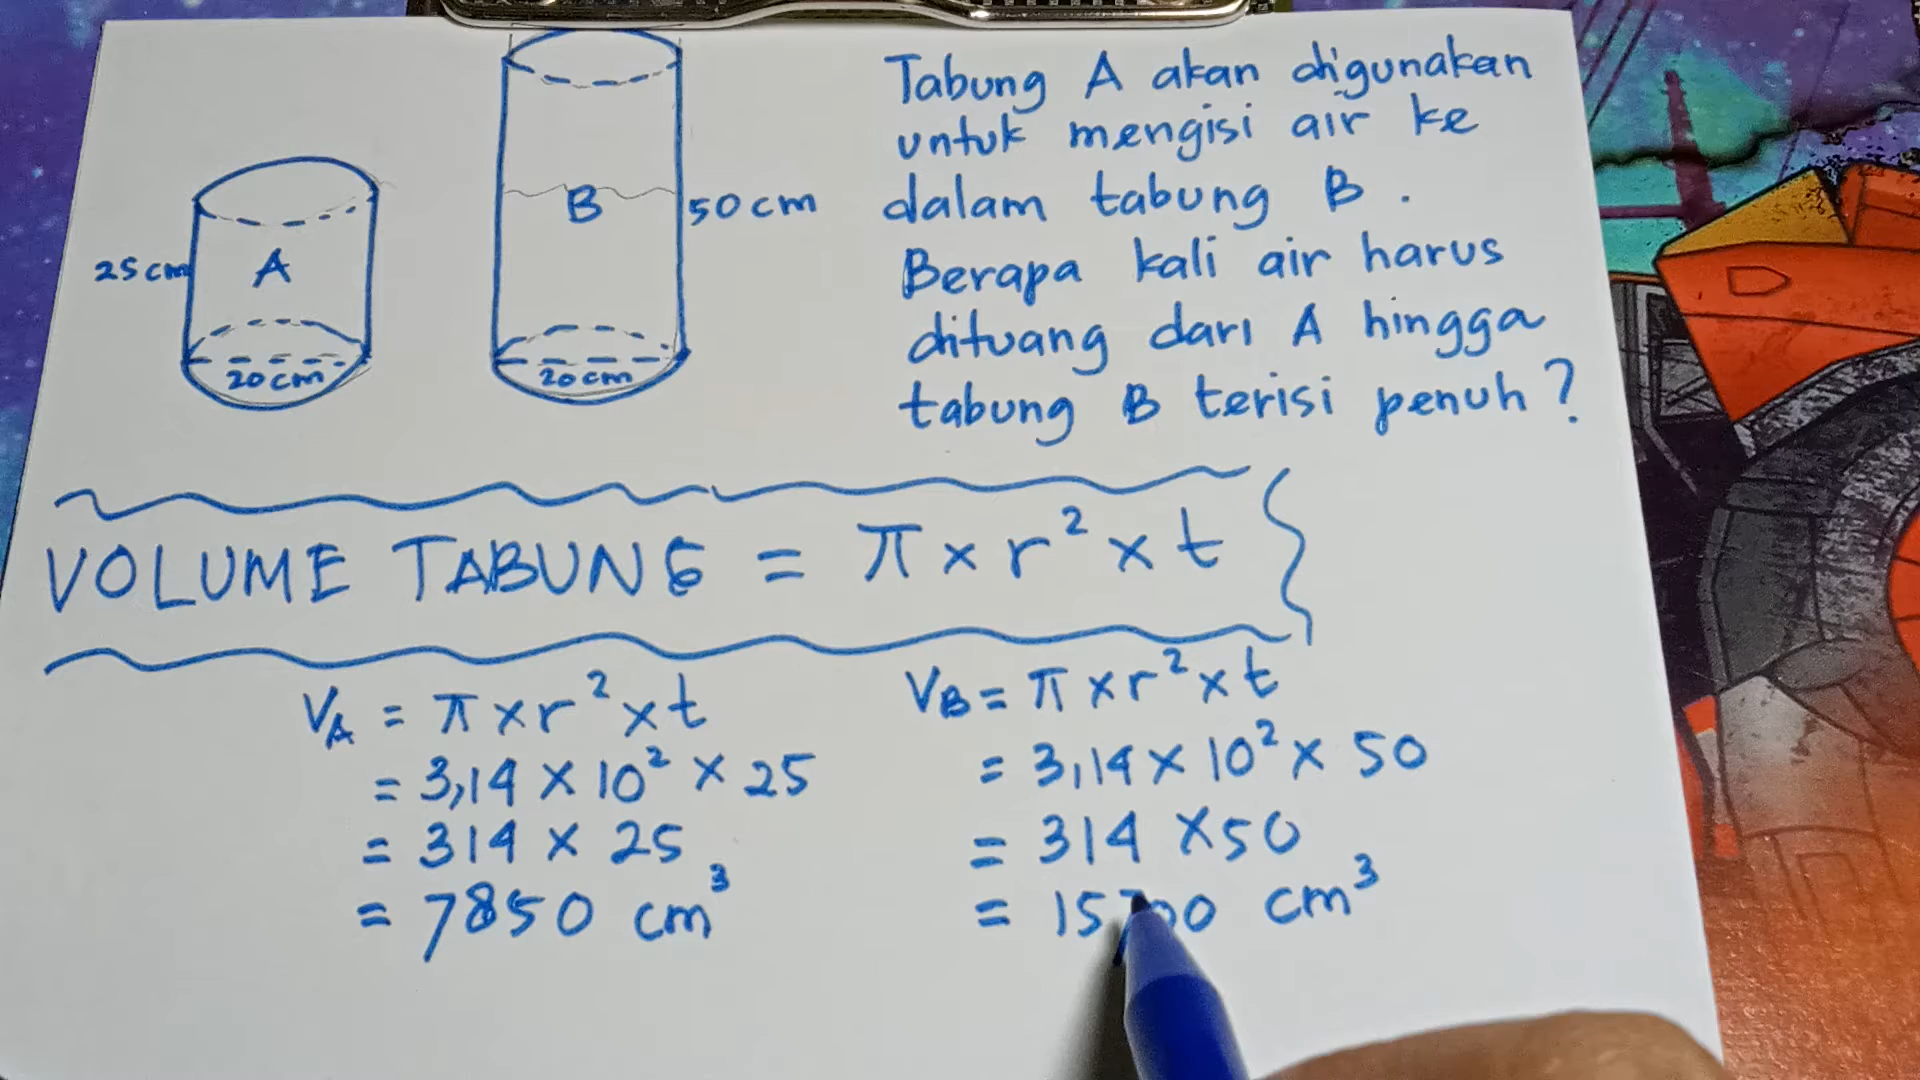 25 cm
A
20 cm
B
50 cm
20 cm
Tabung A akan digunakan
untuk mengisi air ke
dalam tabung B.
Berapa kali air harus
dituang dari A hingga
tabung B terisi penuh?
VOLUME TABUNG = π × r² × t
V_A = π × r² × t
= 3,14 × 10² × 25
= 314 × 25
= 7850 cm³
V_B = π × r² × t
= 3,14 × 10² × 50
= 314 × 50
= 15700 cm³